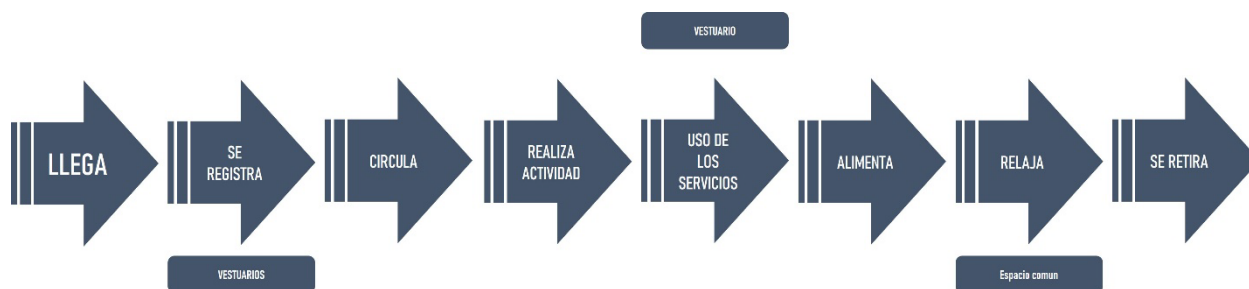 VESTUARIO
LLEGA
SE
REGISTRA
CIRCULA
REALIZA
ACTIVIDAD
USO DE
LOS
SERVICIOS
ALIMENTA
RELAJA
SE RETIRA
VESTUARIOS
Espacio comun